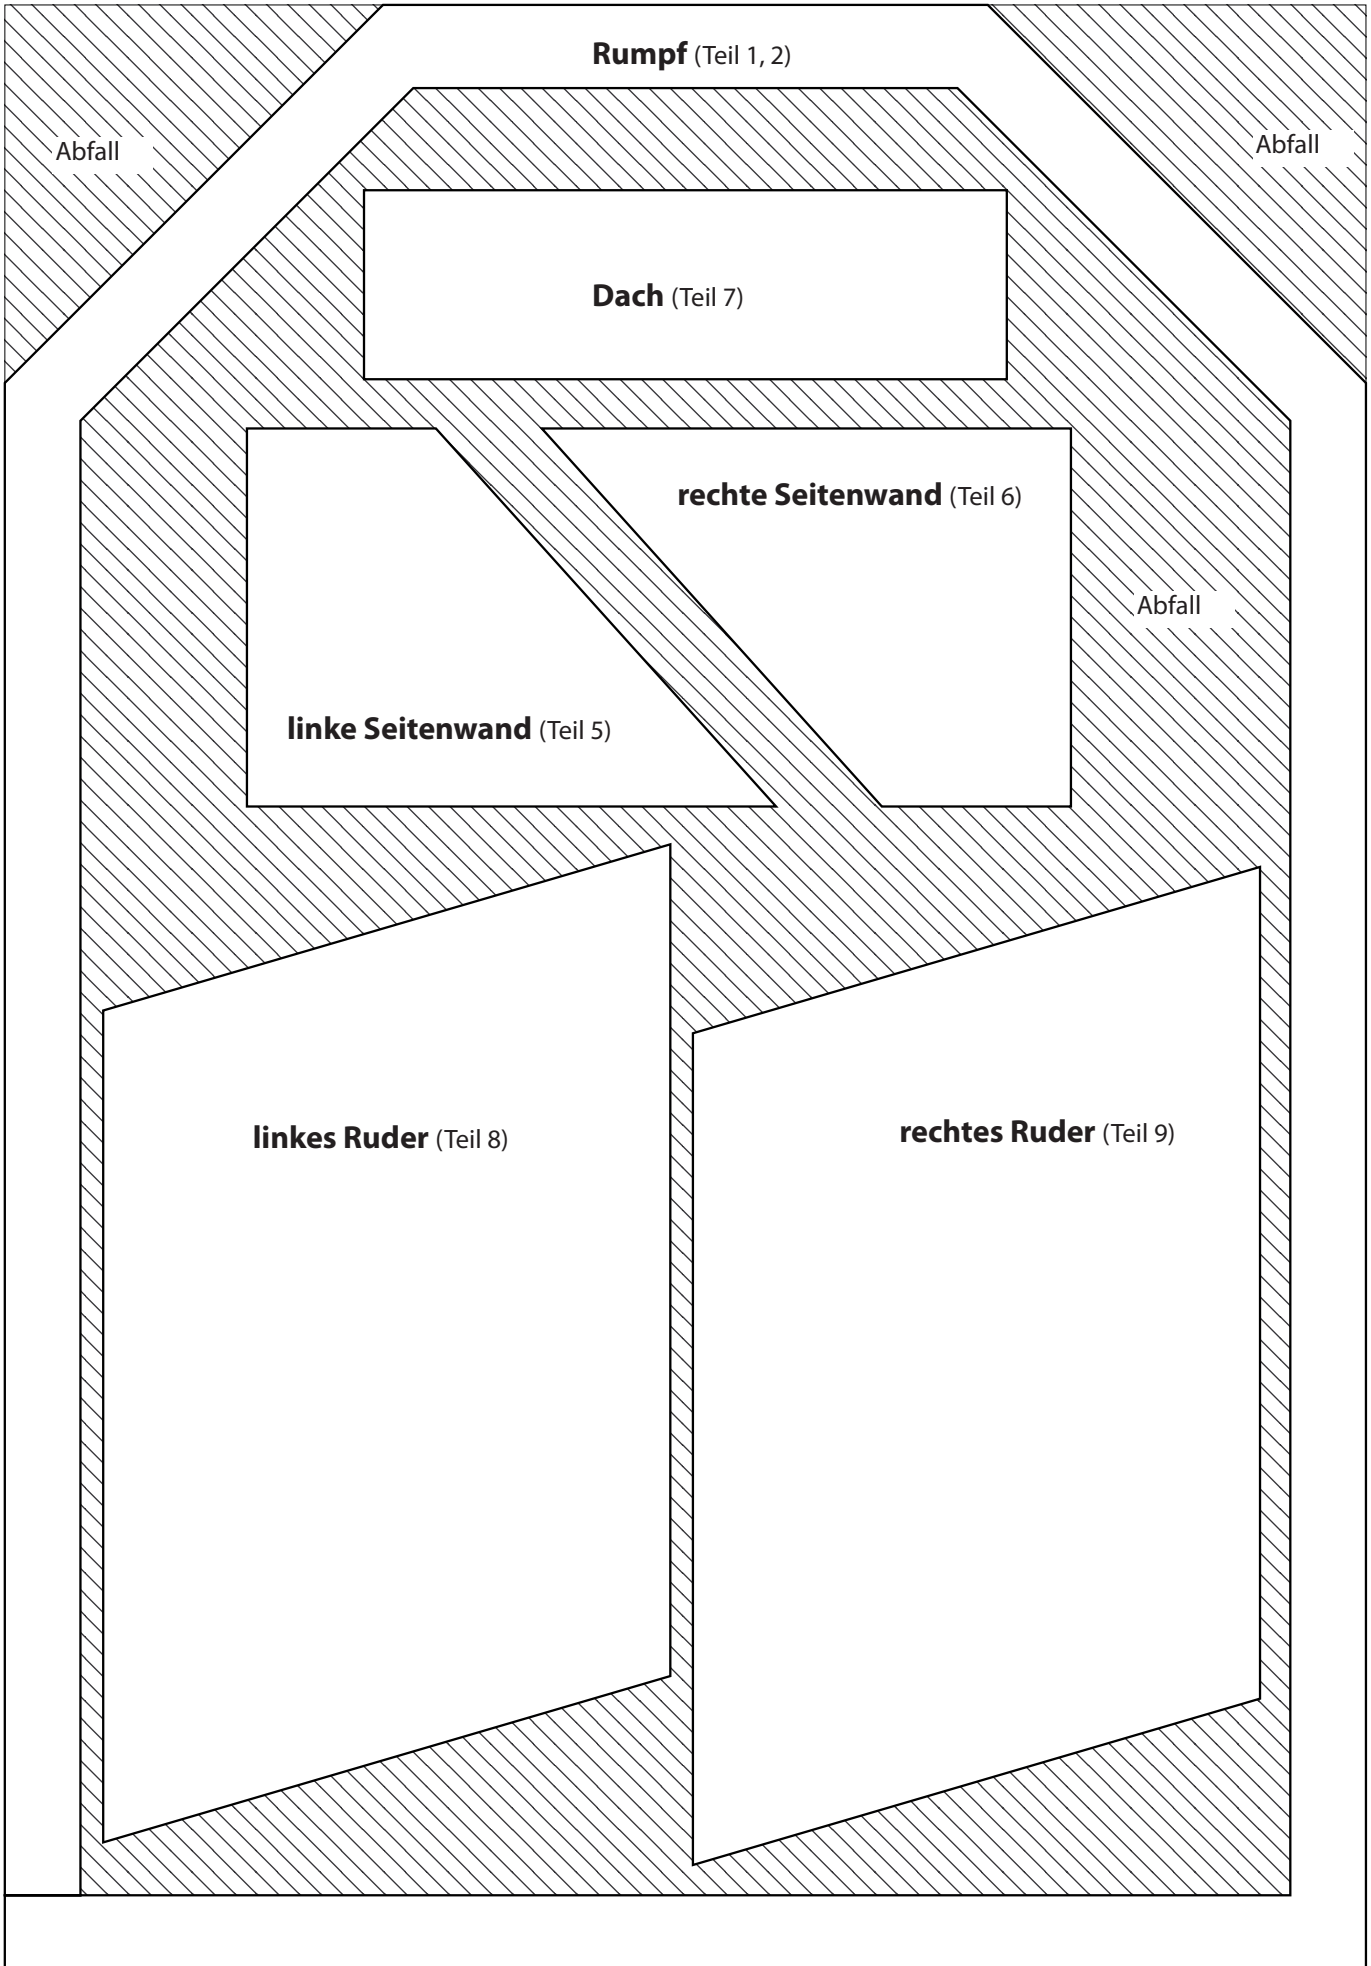 Rumpf (Teil 1, 2)
Abfall
Abfall
Dach (Teil 7)
rechte Seitenwand (Teil 6)
Abfall
linke Seitenwand (Teil 5)
linkes Ruder (Teil 8)
rechtes Ruder (Teil 9)